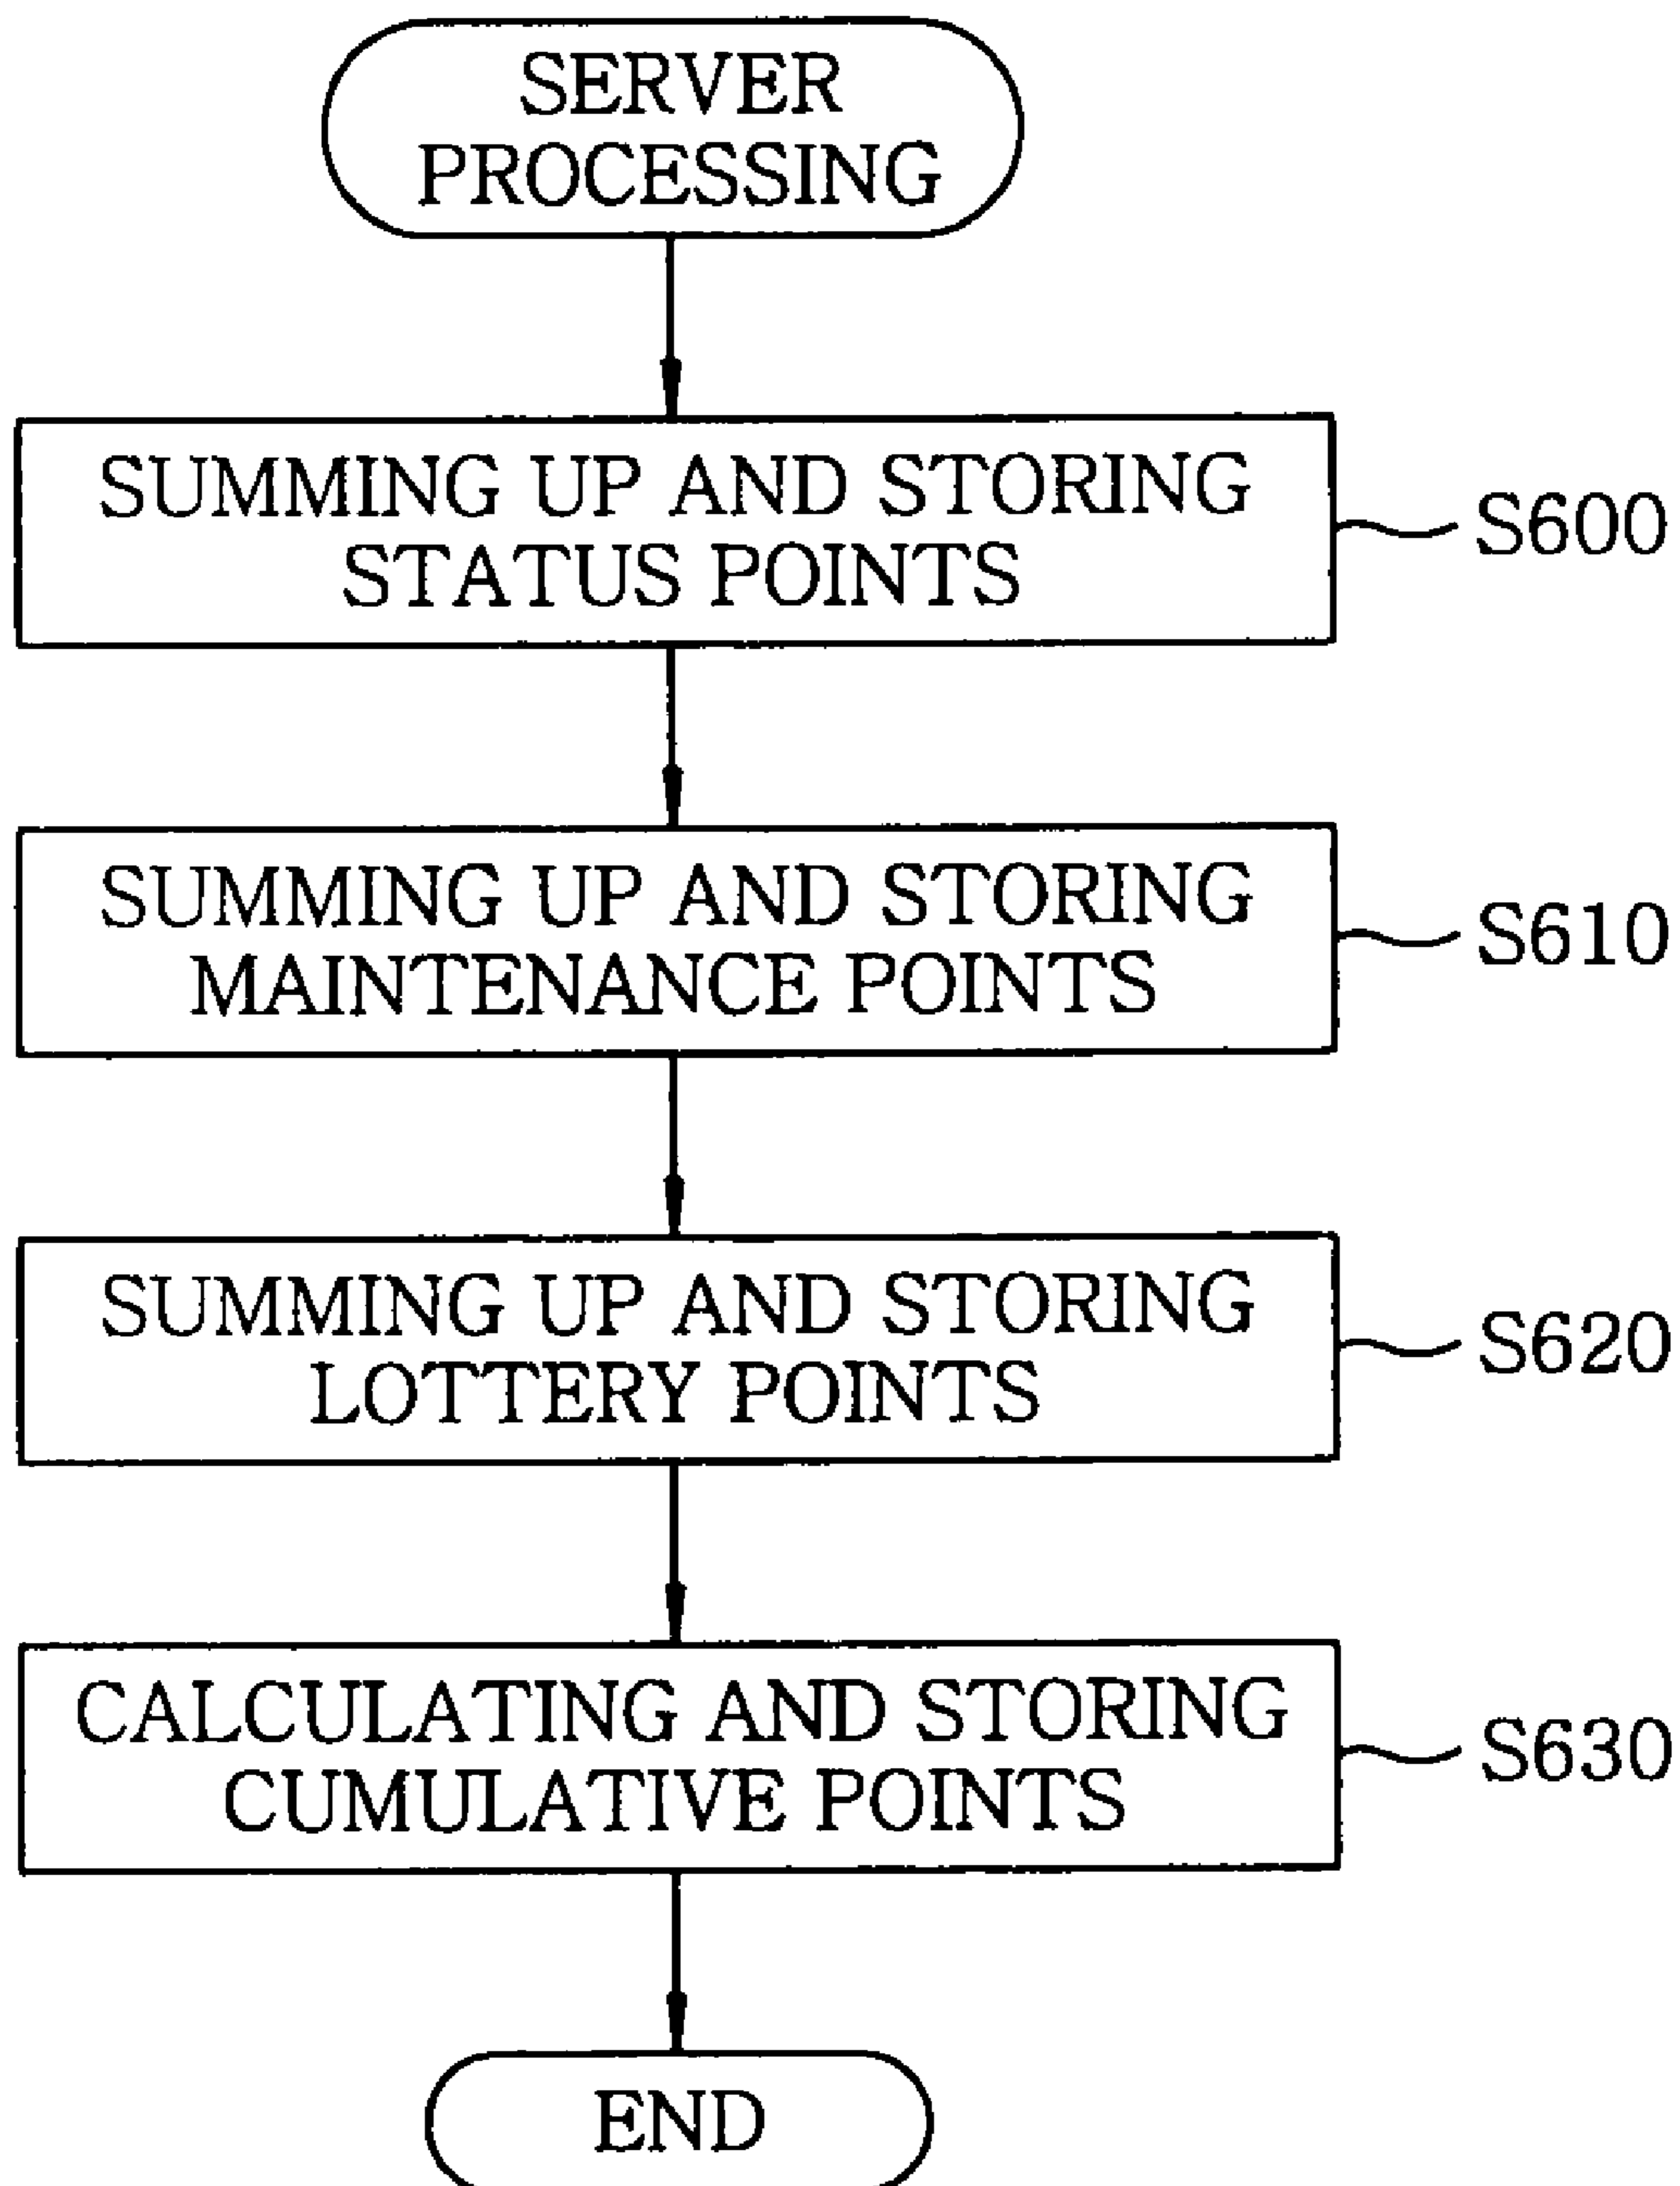 SERVER
PROCESSING
SUMMING UP AND STORING
STATUS POINTS
S600
SUMMING UP AND STORING
MAINTENANCE POINTS
S610
SUMMING UP AND STORING
LOTTERY POINTS
S620
CALCULATING AND STORING
CUMULATIVE POINTS
S630
END